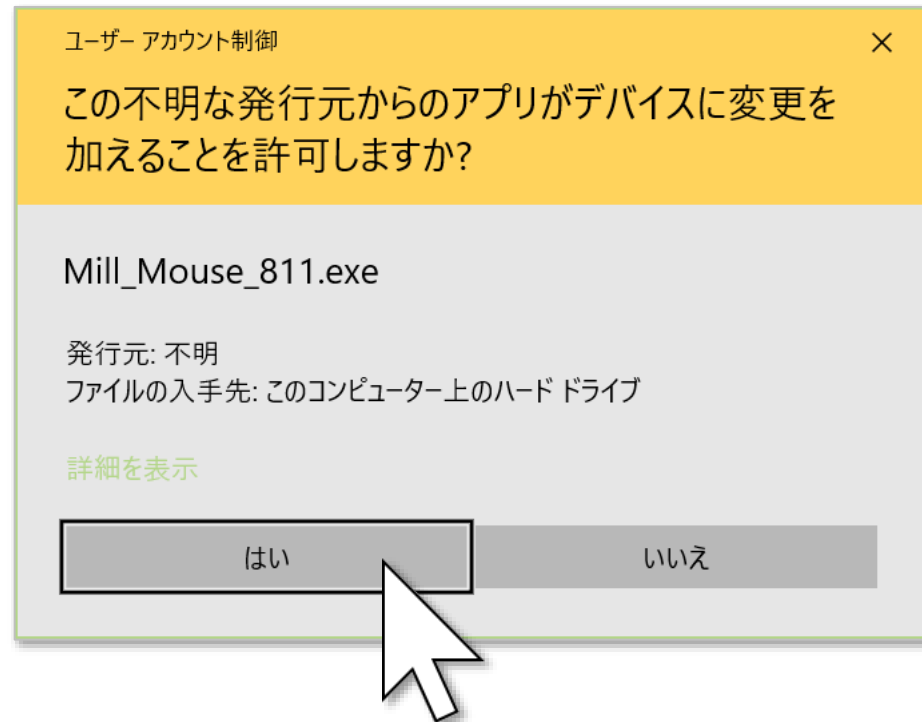 ユーザー アカウント制御
この不明な発行元からのアプリがデバイスに変更を
加えることを許可しますか?
Mill_Mouse_811.exe
発行元: 不明
ファイルの入手先: このコンピューター上のハード ドライブ
詳細を表示
はい
いいえ